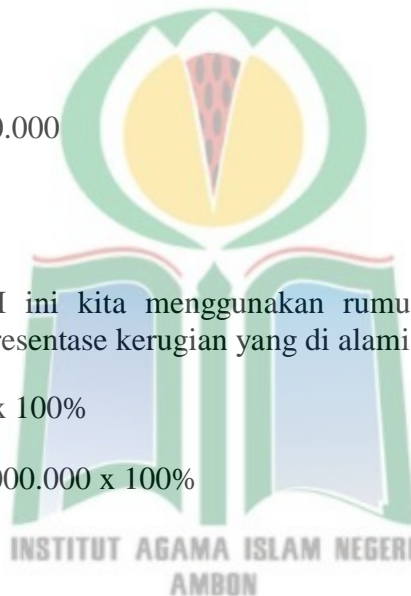 0.000
I ini kita menggunakan rumu
resentase kerugian yang di alami
x 100%
000.000 x 100%
INSTITUT AGAMA ISLAM NEGERI
AMBON